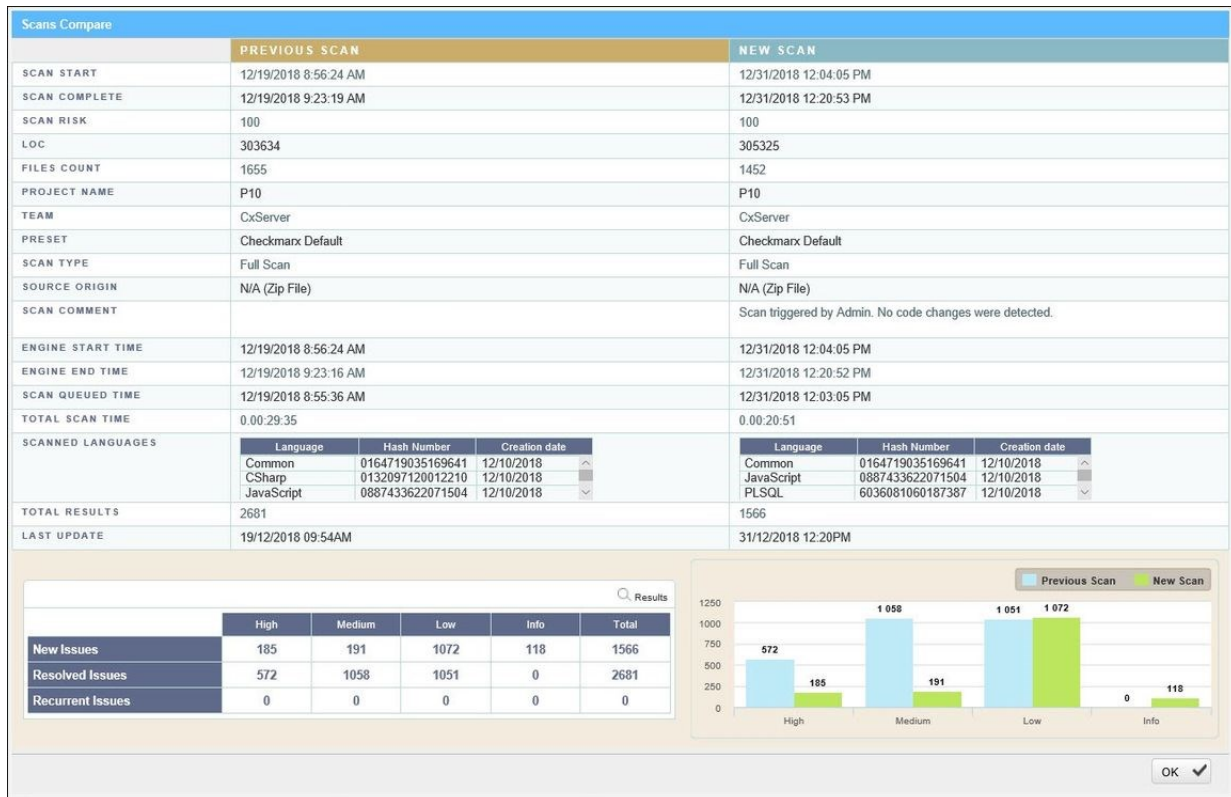 Scans Compare
PREVIOUS SCAN NEW SCAN
SCAN START 12/19/2018 8:56:24 AM 12/31/2018 12:04:05 PM
SCAN COMPLETE 12/19/2018 9:23:19 AM 12/31/2018 12:20:53 PM
SCAN RISK 100 100
LOC 303634 305325
FILES COUNT 1655 1452
PROJECT NAME P10 P10
TEAM CxServer CxServer
PRESET Checkmarx Default Checkmarx Default
SCAN TYPE Full Scan Full Scan
SOURCE ORIGIN N/A (Zip File) N/A (Zip File)
SCAN COMMENT Scan triggered by Admin. No code changes were detected.
ENGINE START TIME 12/19/2018 8:56:24 AM 12/31/2018 12:04:05 PM
ENGINE END TIME 12/19/2018 9:23:16 AM 12/31/2018 12:20:52 PM
SCAN QUEUED TIME 12/19/2018 8:55:36 AM 12/31/2018 12:03:05 PM
TOTAL SCAN TIME 0.00:29:35 0.00:20:51
SCANNED LANGUAGES
Language Hash Number Creation date
Common 0164719035169641 12/10/2018
CSharp 0132097120012210 12/10/2018
JavaScript 0887433622071504 12/10/2018
Language Hash Number Creation date
Common 0164719035169641 12/10/2018
JavaScript 0887433622071504 12/10/2018
PLSQL 6036081060187387 12/10/2018
TOTAL RESULTS 2681 1566
LAST UPDATE 19/12/2018 09:54AM 31/12/2018 12:20PM
Results
High Medium Low Info Total
New Issues 185 191 1072 118 1566
Resolved Issues 572 1058 1051 0 2681
Recurrent Issues 0 0 0 0 0
Previous Scan New Scan
1250
1000
750
500
250
0
572 185
1 058 191
1 051 1 072
0 118
High Medium Low Info
OK